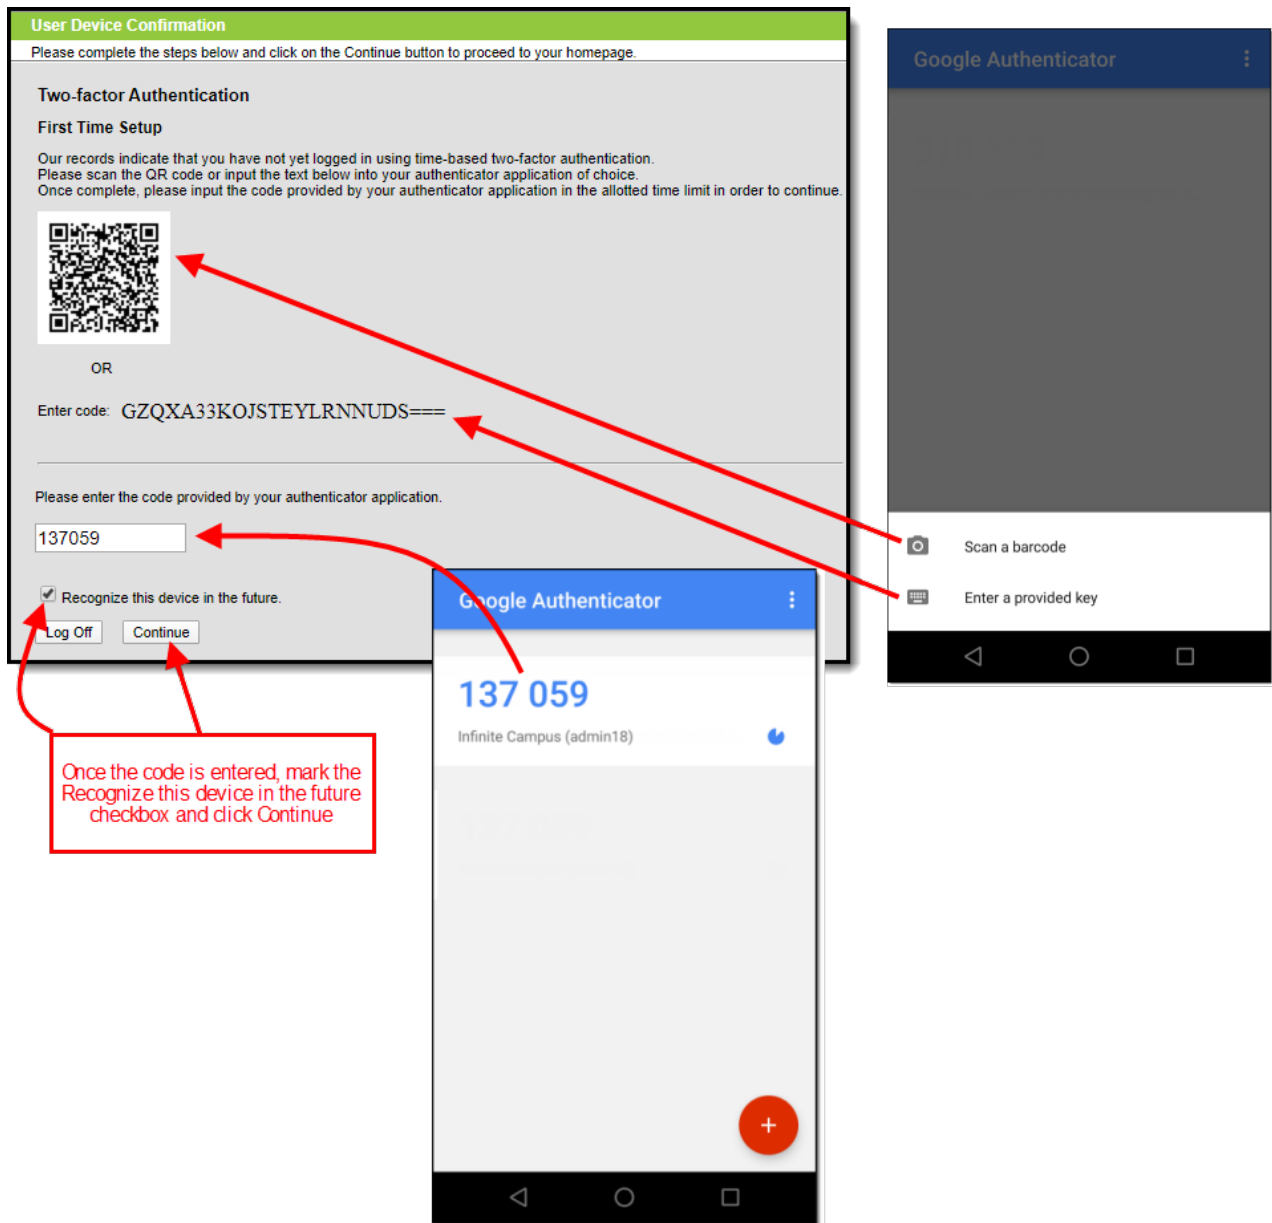 User Device Confirmation
Please complete the steps below and click on the Continue button to proceed to your homepage.
Two-factor Authentication
First Time Setup
Our records indicate that you have not yet logged in using time-based two-factor authentication.
Please scan the QR code or input the text below into your authenticator application of choice.
Once complete, please input the code provided by your authenticator application in the allotted time limit in order to continue.
OR
Enter code: GZQXA33KOJSTEYLRNNUDS===
Please enter the code provided by your authenticator application.
137059
Recognize this device in the future.
Log Off Continue
Once the code is entered, mark the
Recognize this device in the future
checkbox and click Continue
Google Authenticator
137 059
Infinite Campus (admin18)
+
Google Authenticator
Scan a barcode
Enter a provided key